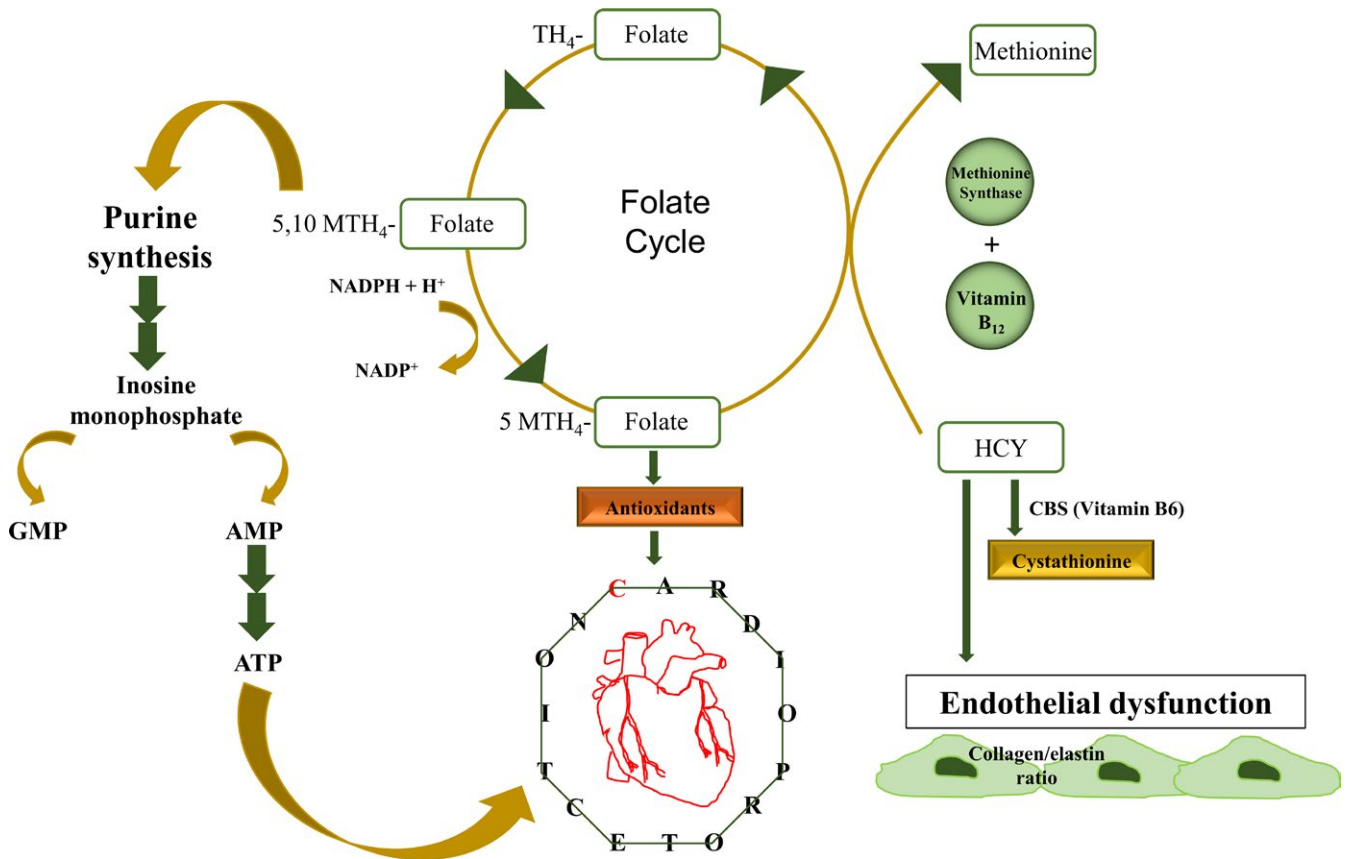 TH₄- Folate
Methionine
Methionine
Synthase
+
Vitamin
B₁₂
Folate
Cycle
5,10 MTH₄- Folate
Purine
synthesis
NADPH + H⁺
NADP⁺
Inosine
monophosphate
GMP
AMP
ATP
5 MTH₄- Folate
Antioxidants
CARDIOPROTECTION
HCY
CBS (Vitamin B6)
Cystathionine
Endothelial dysfunction
Collagen/elastin
ratio